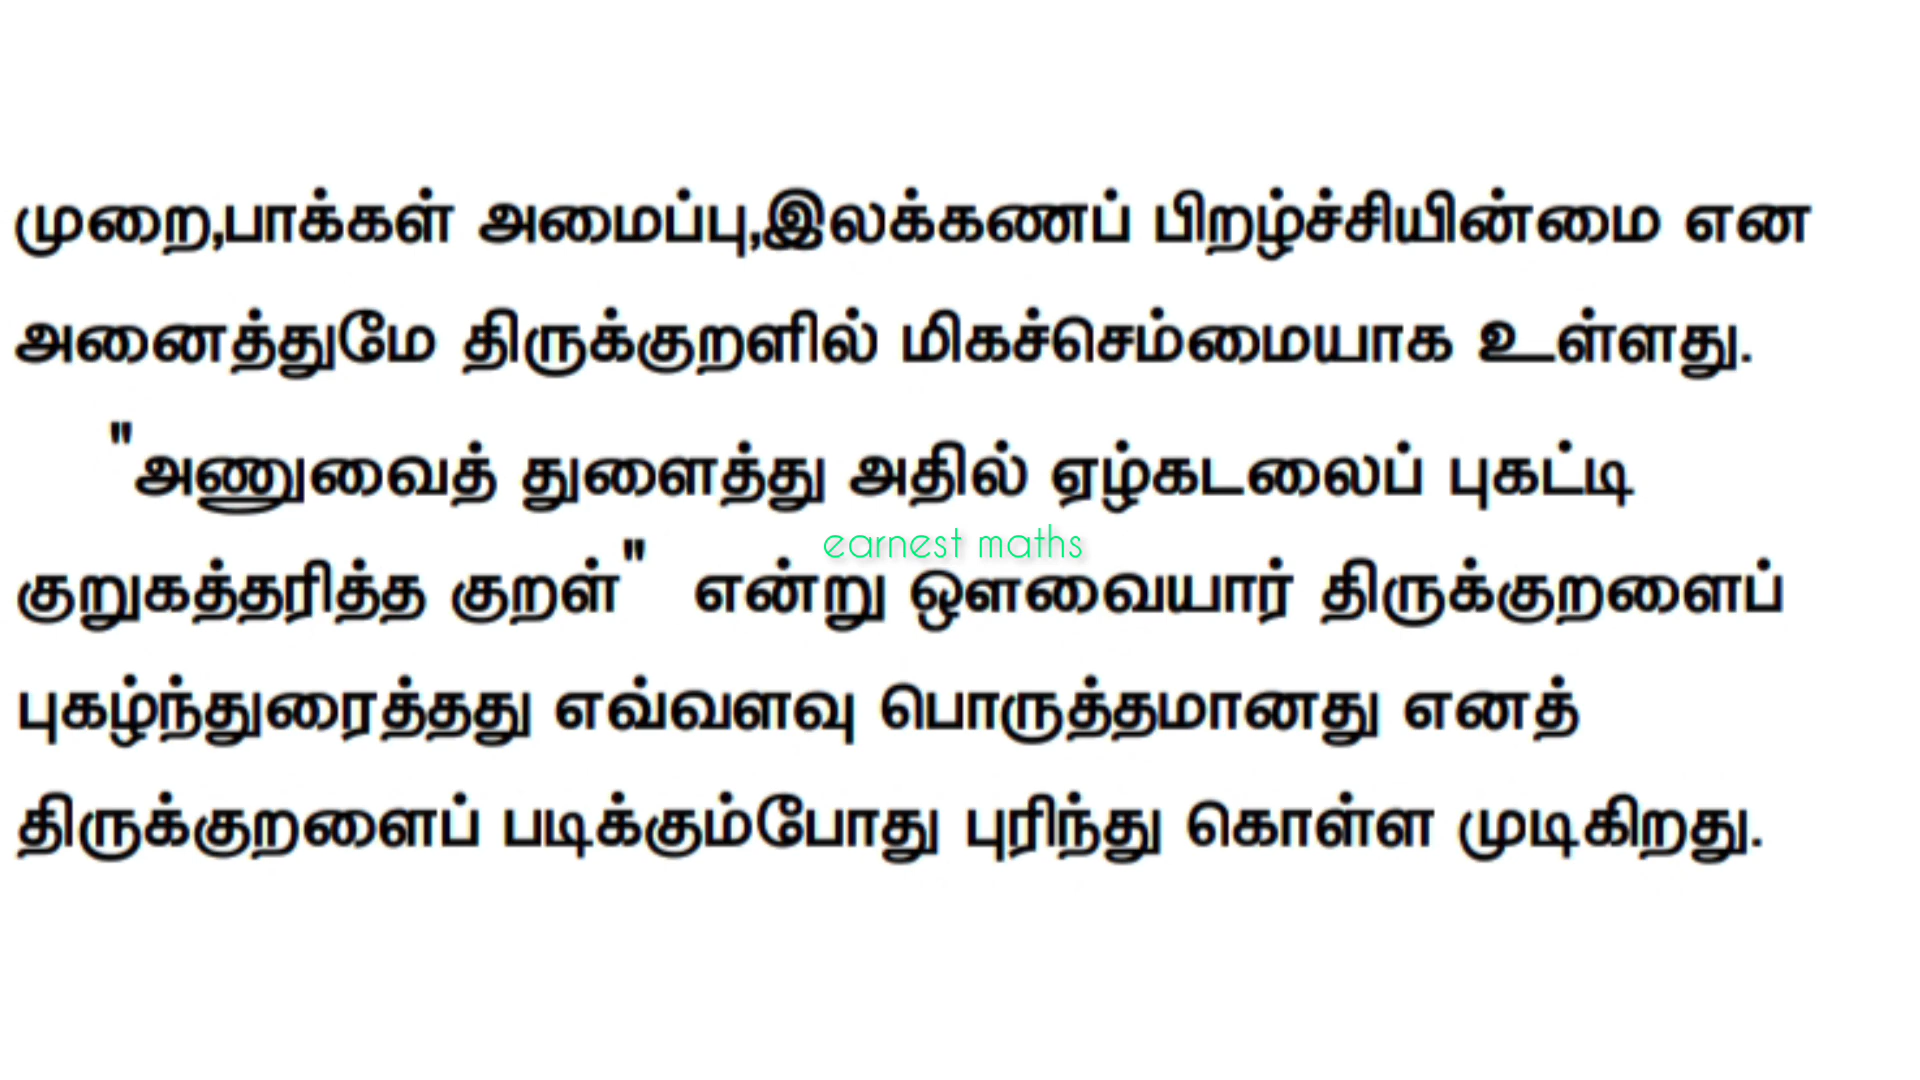 முறை,பாக்கள் அமைப்பு,இலக்கணப் பிறழ்ச்சியின்மை என
அனைத்துமே திருக்குறளில் மிகச்செம்மையாக உள்ளது.
"அணுவைத் துளைத்து அதில் ஏழ்கடலைப் புகட்டி
earnest maths
குறுகத்தரித்த குறள்" என்று ஔவையார் திருக்குறளைப்
புகழ்ந்துரைத்தது எவ்வளவு பொருத்தமானது எனத்
திருக்குறளைப் படிக்கும்போது புரிந்து கொள்ள முடிகிறது.